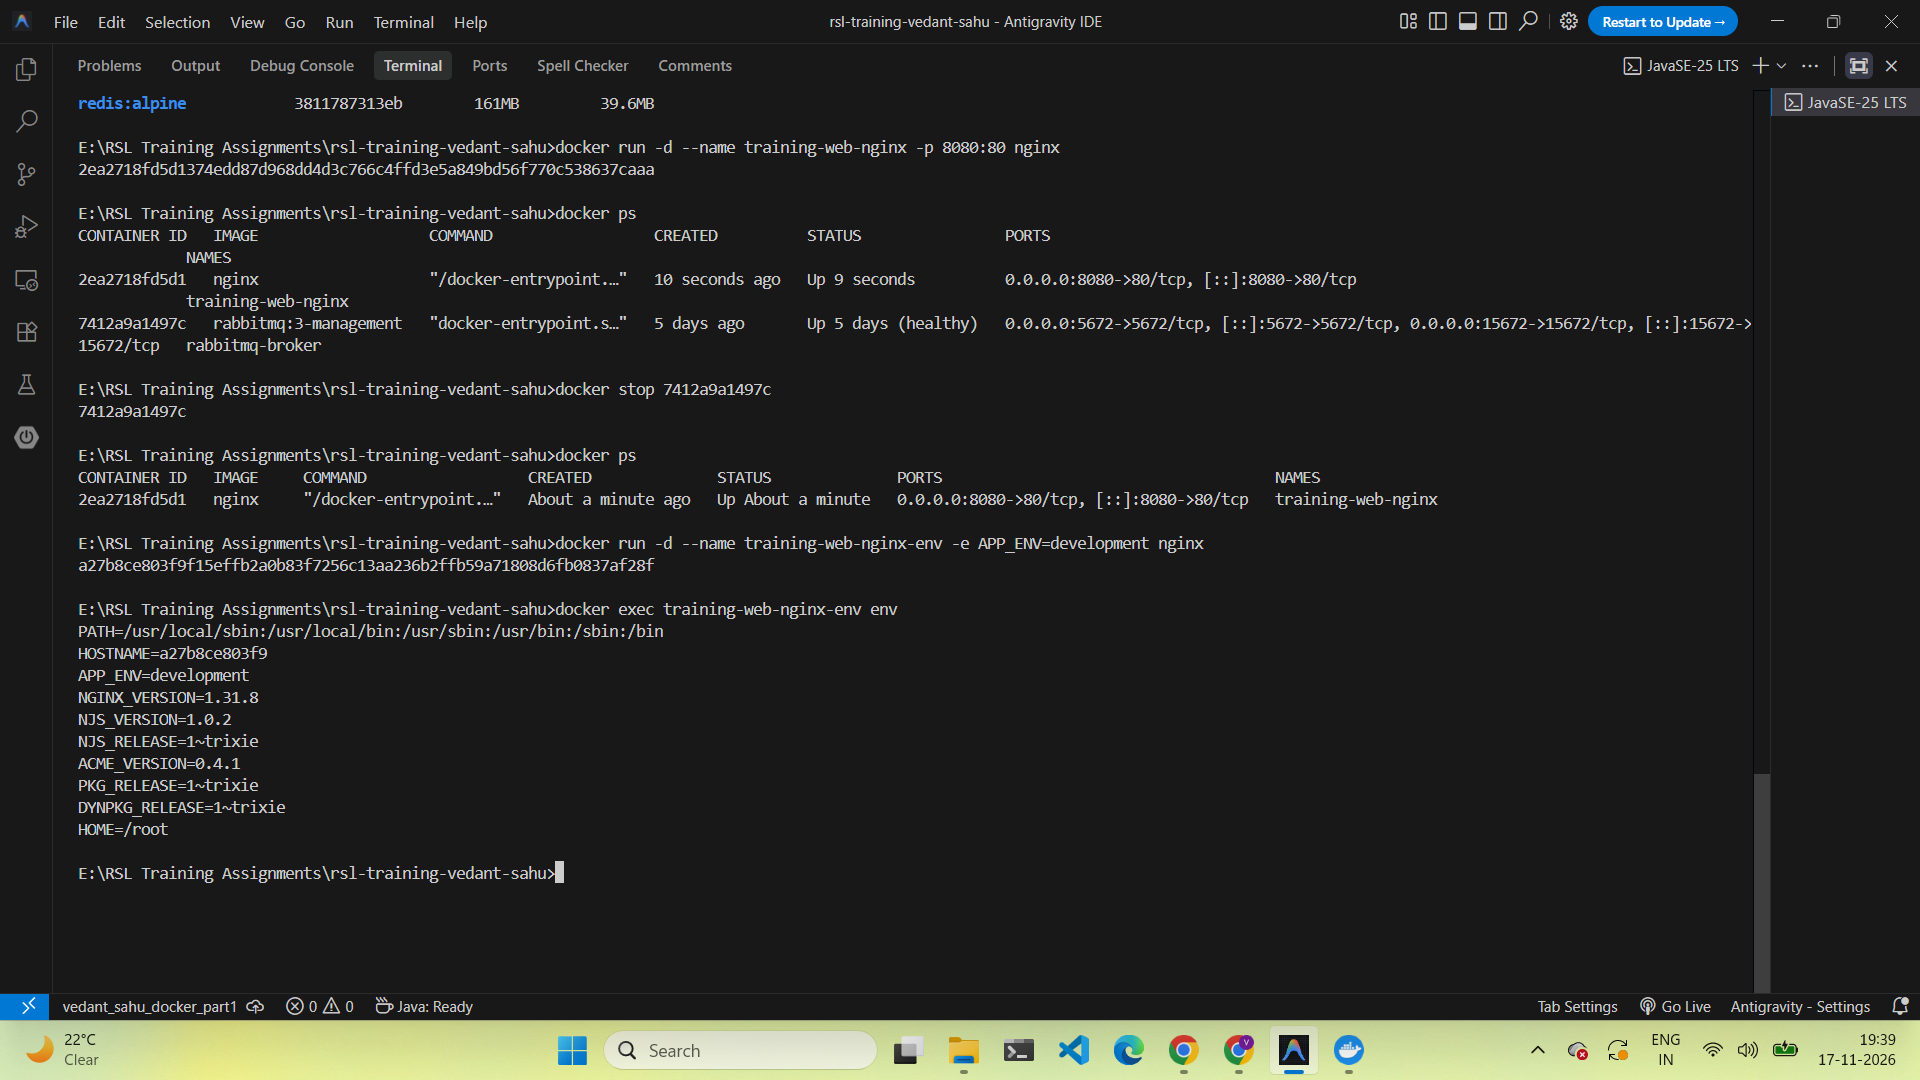 File Edit Selection View Go Run Terminal Help
rsl-training-vedant-sahu - Antigravity IDE
Restart to Update →
Problems Output Debug Console Terminal Ports Spell Checker Comments
JavaSE-25 LTS
JavaSE-25 LTS
redis:alpine 3811787313eb 161MB 39.6MB
E:\RSL Training Assignments\rsl-training-vedant-sahu>docker run -d --name training-web-nginx -p 8080:80 nginx
2ea2718fd5d1374edd87d968dd4d3c766c4ffd3e5a849bd56f770c538637caaa
E:\RSL Training Assignments\rsl-training-vedant-sahu>docker ps
CONTAINER ID IMAGE COMMAND CREATED STATUS PORTS
NAMES
2ea2718fd5d1 nginx "/docker-entrypoint.…" 10 seconds ago Up 9 seconds 0.0.0.0:8080->80/tcp, [::]:8080->80/tcp
training-web-nginx
7412a9a1497c rabbitmq:3-management "docker-entrypoint.s…" 5 days ago Up 5 days (healthy) 0.0.0.0:5672->5672/tcp, [::]:5672->5672/tcp, 0.0.0.0:15672->15672/tcp, [::]:15672->
15672/tcp rabbitmq-broker
E:\RSL Training Assignments\rsl-training-vedant-sahu>docker stop 7412a9a1497c
7412a9a1497c
E:\RSL Training Assignments\rsl-training-vedant-sahu>docker ps
CONTAINER ID IMAGE COMMAND CREATED STATUS PORTS NAMES
2ea2718fd5d1 nginx "/docker-entrypoint.…" About a minute ago Up About a minute 0.0.0.0:8080->80/tcp, [::]:8080->80/tcp training-web-nginx
E:\RSL Training Assignments\rsl-training-vedant-sahu>docker run -d --name training-web-nginx-env -e APP_ENV=development nginx
a27b8ce803f9f15effb2a0b83f7256c13aa236b2ffb59a71808d6fb0837af28f
E:\RSL Training Assignments\rsl-training-vedant-sahu>docker exec training-web-nginx-env env
PATH=/usr/local/sbin:/usr/local/bin:/usr/sbin:/usr/bin:/sbin:/bin
HOSTNAME=a27b8ce803f9
APP_ENV=development
NGINX_VERSION=1.31.8
NJS_VERSION=1.0.2
NJS_RELEASE=1~trixie
ACME_VERSION=0.4.1
PKG_RELEASE=1~trixie
DYNPKG_RELEASE=1~trixie
HOME=/root
E:\RSL Training Assignments\rsl-training-vedant-sahu>
vedant_sahu_docker_part1 0 0 Java: Ready
Tab Settings Go Live Antigravity - Settings
22°C
Clear
Search
ENG
IN
19:39
17-11-2026